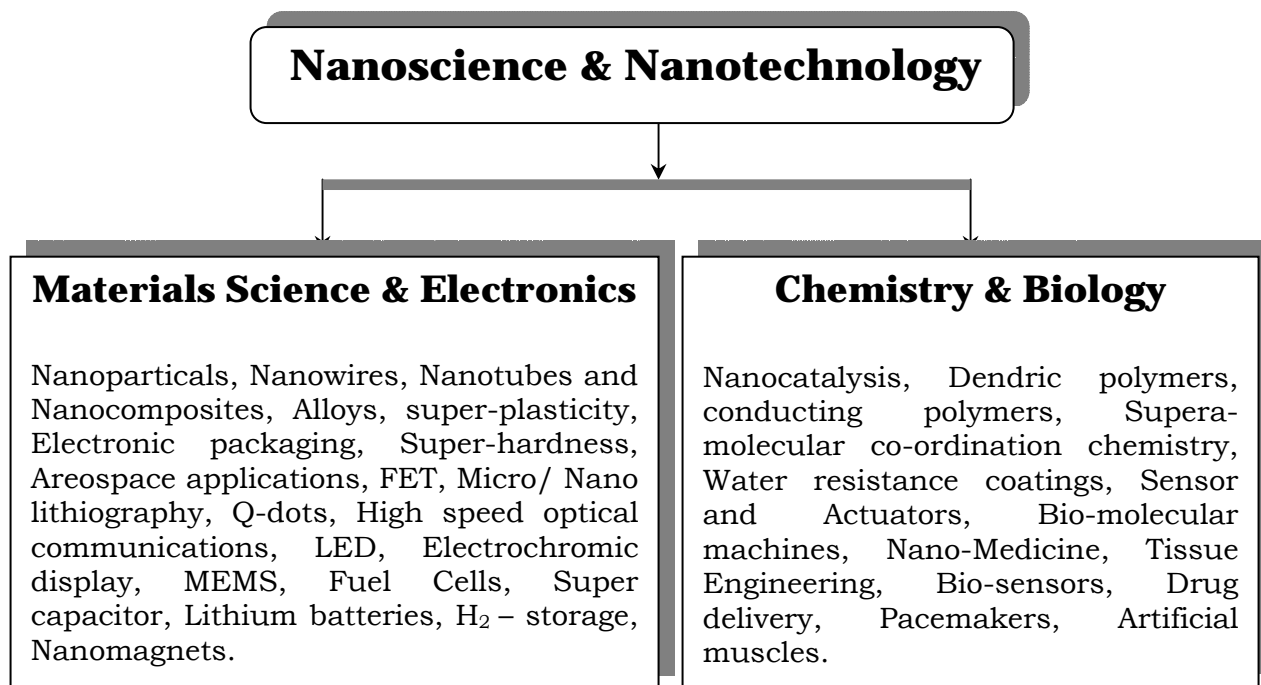 Nanoscience & Nanotechnology
Materials Science & Electronics
Nanoparticals, Nanowires, Nanotubes and
Nanocomposites, Alloys, super-plasticity,
Electronic packaging, Super-hardness,
Areospace applications, FET, Micro/ Nano
lithiography, Q-dots, High speed optical
communications, LED, Electrochromic
display, MEMS, Fuel Cells, Super
capacitor, Lithium batteries, H₂ – storage,
Nanomagnets.
Chemistry & Biology
Nanocatalysis, Dendric polymers,
conducting polymers, Supera-
molecular co-ordination chemistry,
Water resistance coatings, Sensor
and Actuators, Bio-molecular
machines, Nano-Medicine, Tissue
Engineering, Bio-sensors, Drug
delivery, Pacemakers, Artificial
muscles.